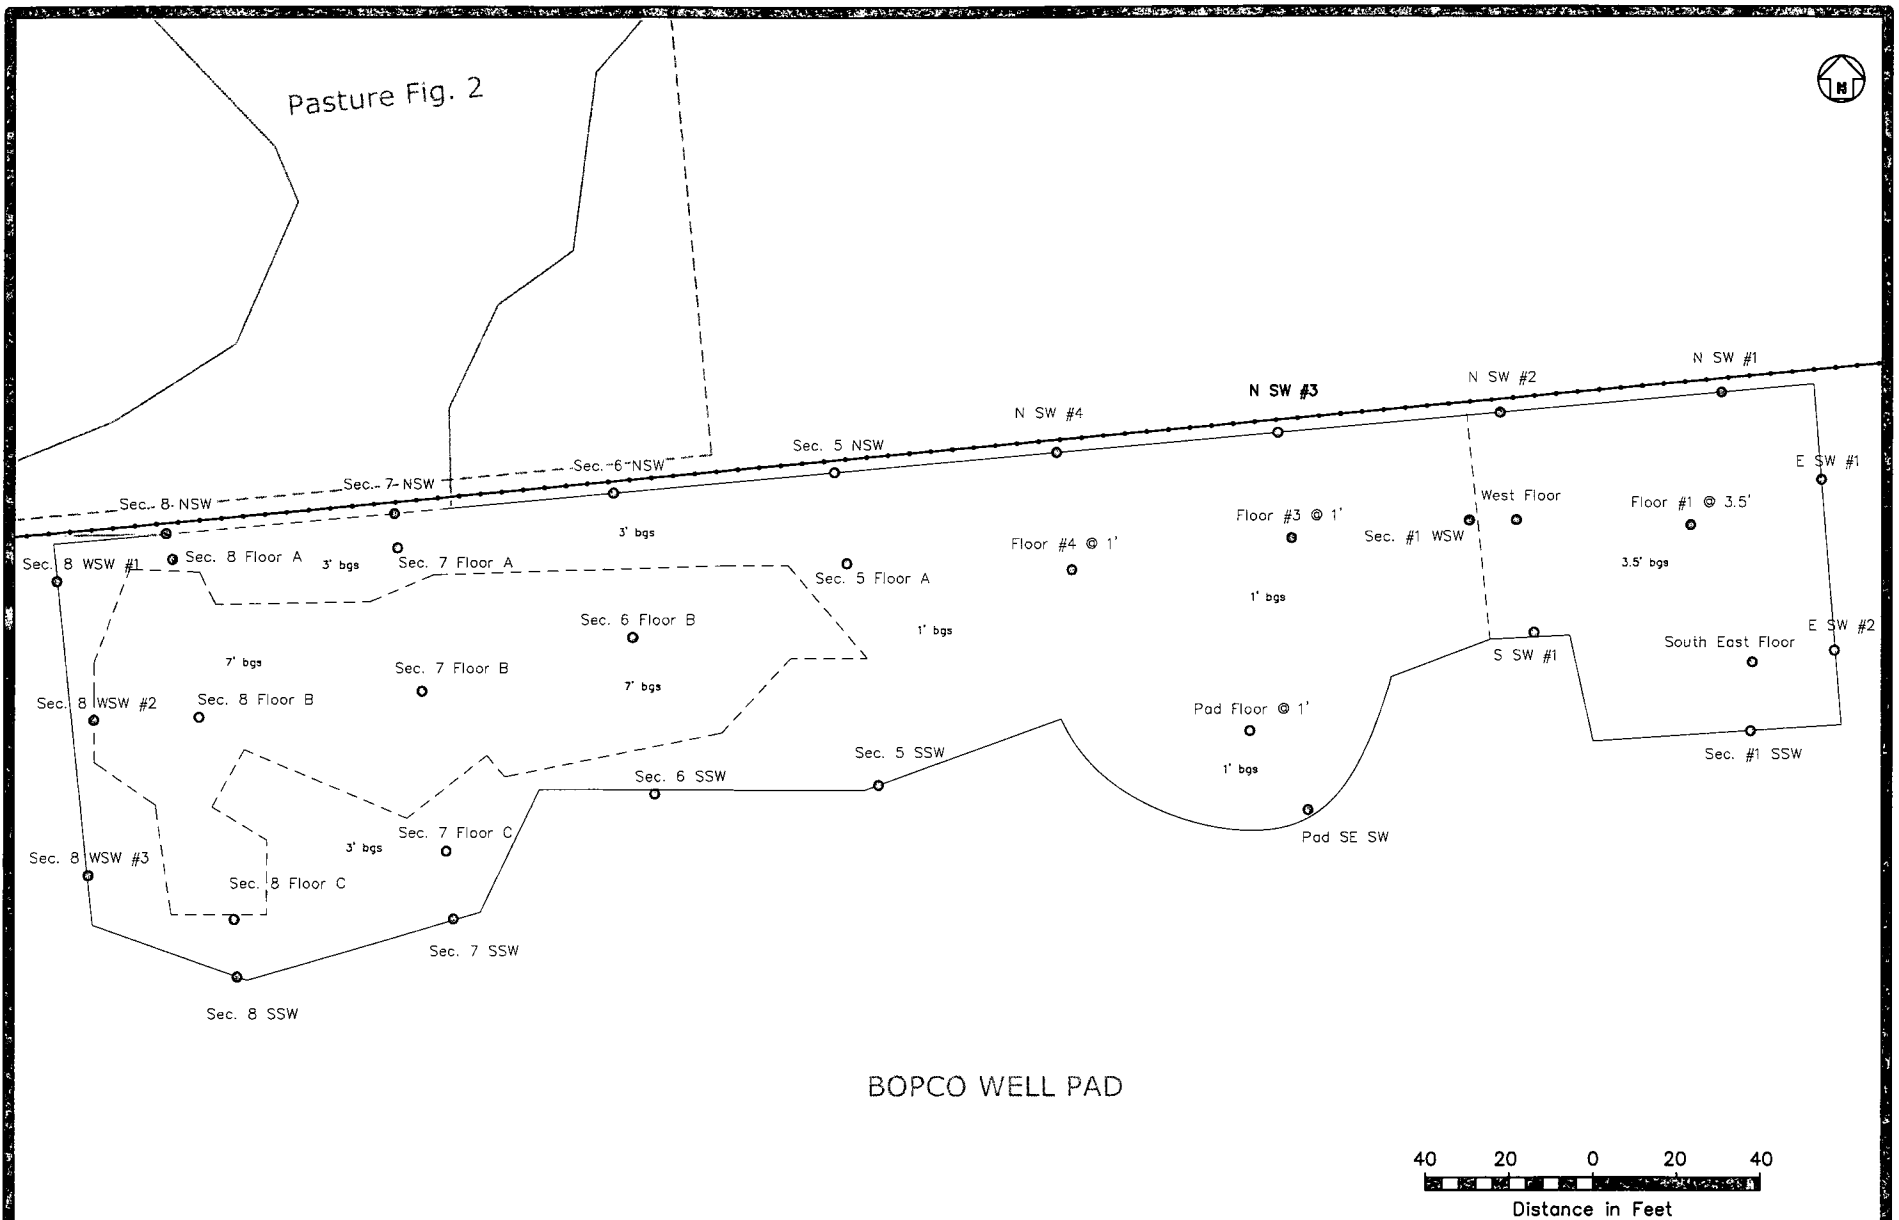 Pasture Fig. 2
N
N SW #1
N SW #2
N SW #3
N SW #4
Sec. 5 NSW
Sec. 6 NSW
Sec. 7 NSW
Sec. 8 NSW
E SW #1
West Floor
Floor #1 @ 3.5'
Floor #3 @ 1'
Sec. #1 WSW
Floor #4 @ 1'
3' bgs
Sec. 8 WSW #1
Sec. 8 Floor A
3' bgs
Sec. 7 Floor A
3.5' bgs
Sec. 5 Floor A
1' bgs
Sec. 6 Floor B
1' bgs
E SW #2
South East Floor
S SW #1
7' bgs
Sec. 7 Floor B
7' bgs
Sec. 8 WSW #2
Sec. 8 Floor B
Pad Floor @ 1'
Sec. 5 SSW
Sec. #1 SSW
1' bgs
Sec. 6 SSW
Sec. 7 Floor C
Pad SE SW
3' bgs
Sec. 8 WSW #3
Sec. 8 Floor C
Sec. 7 SSW
Sec. 8 SSW
BOPCO WELL PAD
40 20 0 20 40
Distance in Feet